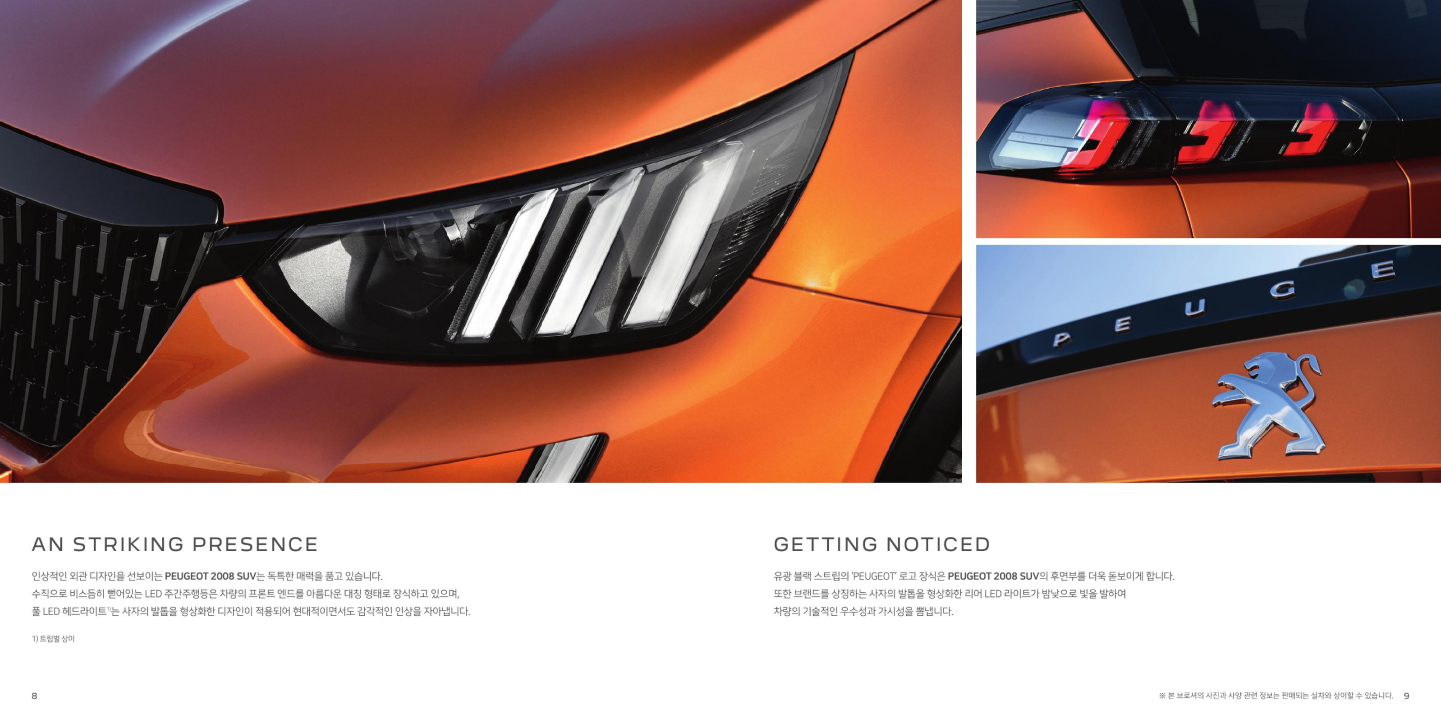 P E U G E
AN STRIKING PRESENCE
인상적인 외관 디자인을 선보이는 PEUGEOT 2008 SUV는 독특한 매력을 품고 있습니다.
수직으로 비스듬히 뻗어있는 LED 주간주행등은 차량의 프론트 엔드를 아름다운 대칭 형태로 장식하고 있으며,
풀 LED 헤드라이트¹⁾는 사자의 발톱을 형상화한 디자인이 적용되어 현대적이면서도 감각적인 인상을 자아냅니다.
1) 트림별 상이
8
GETTING NOTICED
유광 블랙 스트립의 'PEUGEOT' 로고 장식은 PEUGEOT 2008 SUV의 후면부를 더욱 돋보이게 합니다.
또한 브랜드를 상징하는 사자의 발톱을 형상화한 리어 LED 라이트가 밤낮으로 빛을 발하여
차량의 기술적인 우수성과 가시성을 뽐냅니다.
※ 본 브로셔의 사진과 사양 관련 정보는 판매되는 실차와 상이할 수 있습니다. 9